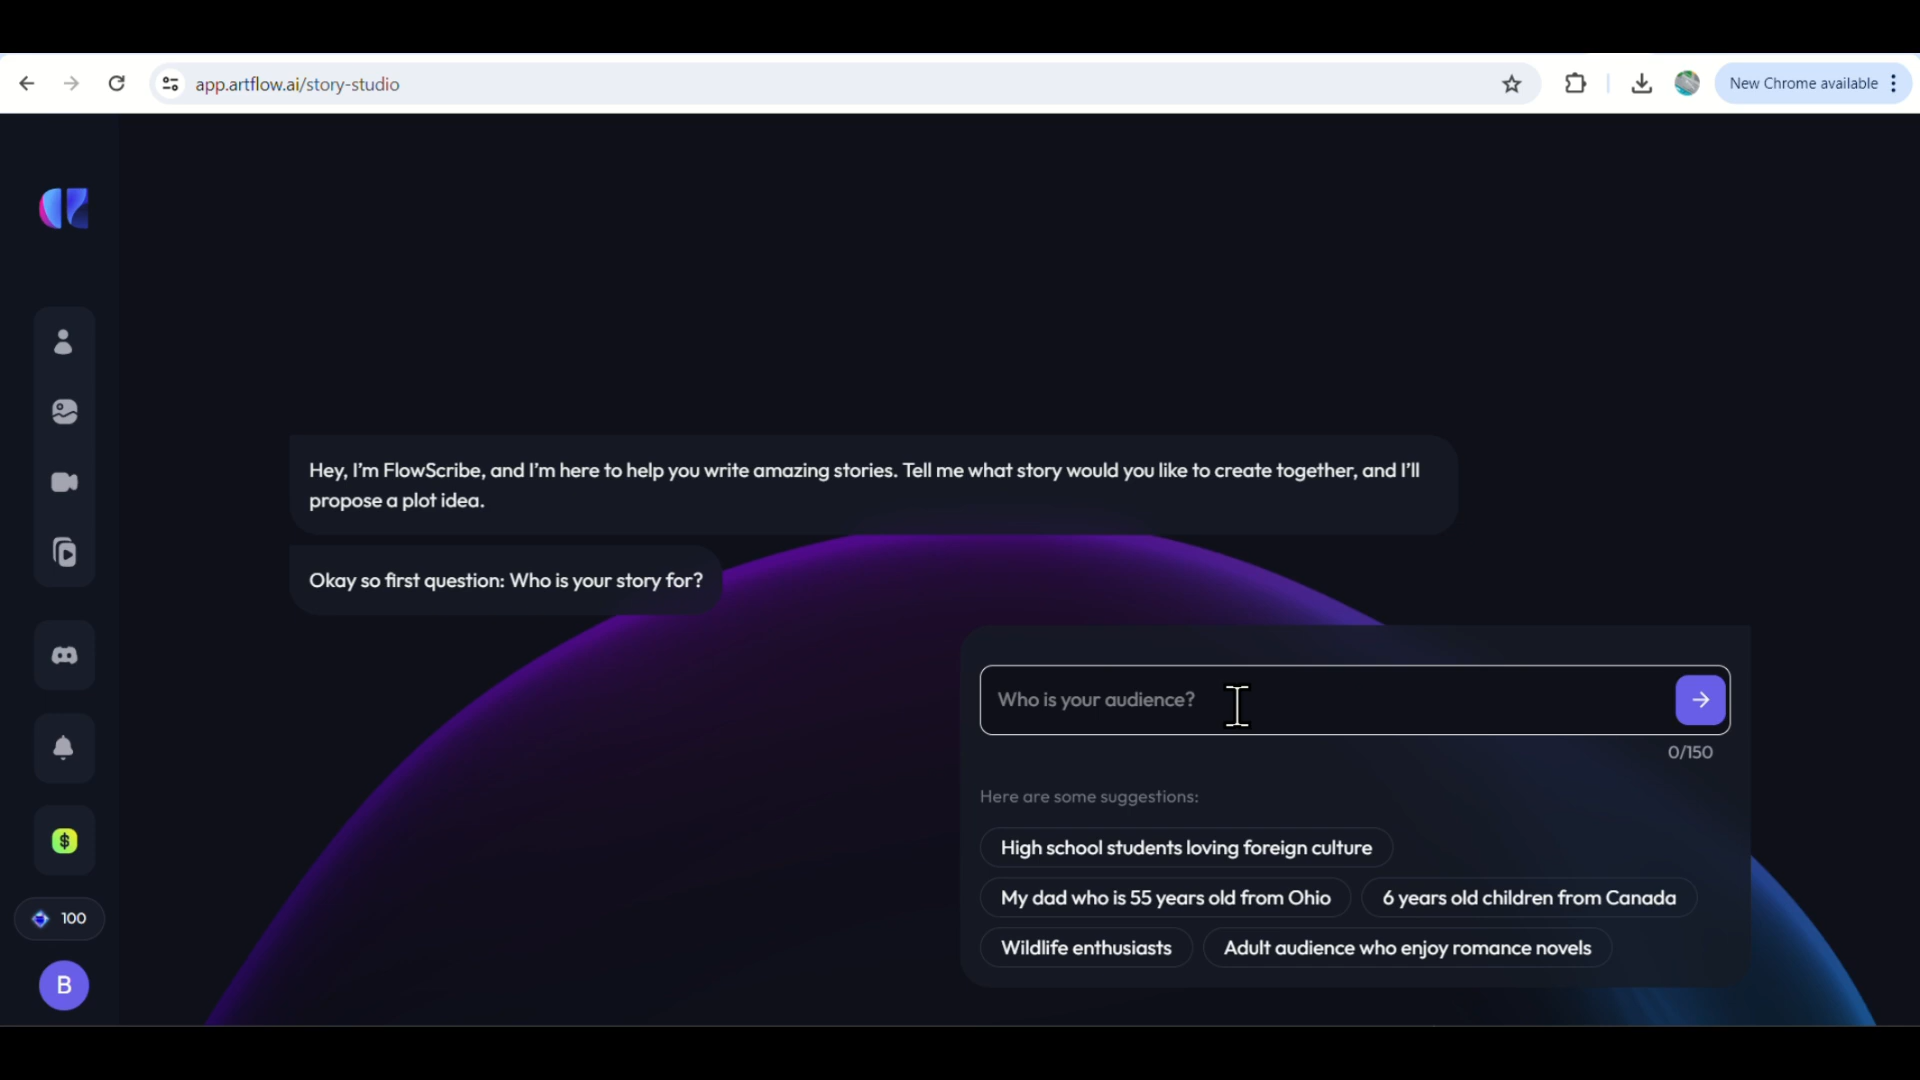 app.artflow.ai/story-studio
New Chrome available
Hey, I'm FlowScribe, and I'm here to help you write amazing stories. Tell me what story would you like to create together, and I'll
propose a plot idea.
Okay so first question: Who is your story for?
Who is your audience?
0/150
Here are some suggestions:
High school students loving foreign culture
My dad who is 55 years old from Ohio
6 years old children from Canada
Wildlife enthusiasts
Adult audience who enjoy romance novels
$
100
B